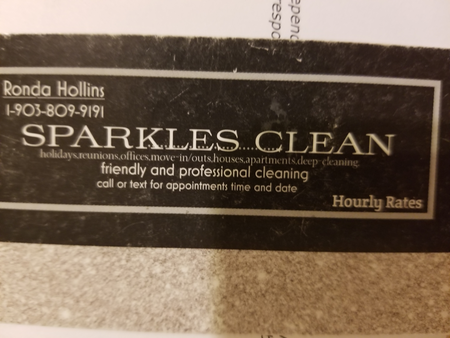 Ronda Hollins
1-903-809-9191
SPARKLES CLEAN
holidays,reunions,offices,move-in/outs,houses,apartments,deep-cleaning.
friendly and professional cleaning
call or text for appointments time and date
Hourly Rates